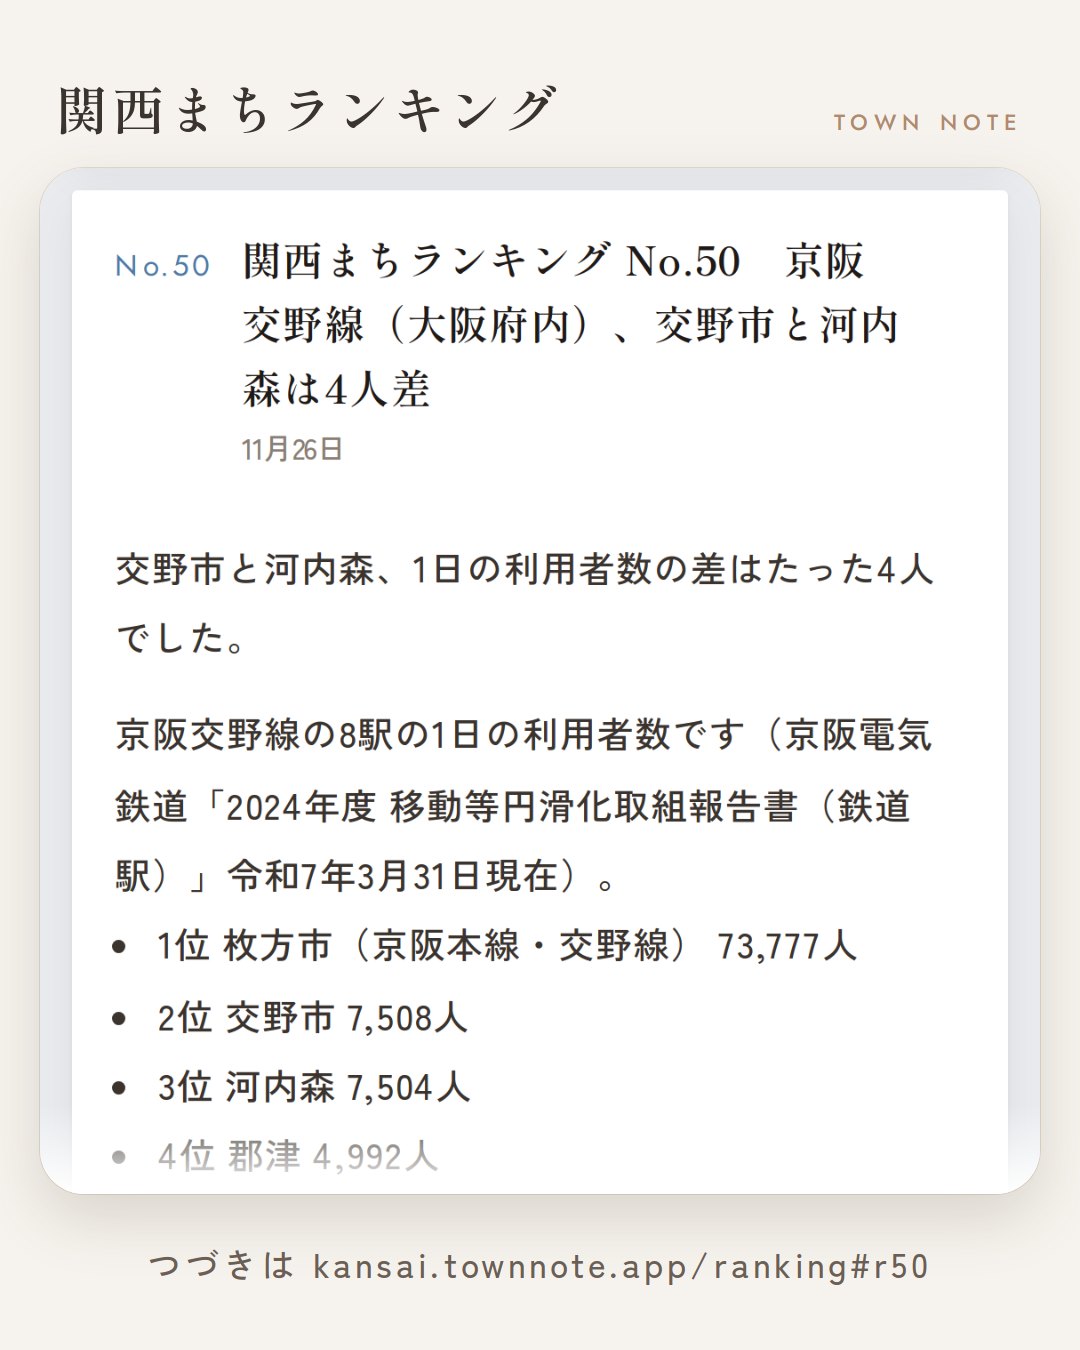 関西まちランキング
TOWN NOTE
No.50
関西まちランキング No.50　京阪
交野線（大阪府内）、交野市と河内
森は4人差
11月26日
交野市と河内森、1日の利用者数の差はたった4人
でした。
京阪交野線の8駅の1日の利用者数です（京阪電気
鉄道「2024年度 移動等円滑化取組報告書（鉄道
駅）」令和7年3月31日現在）。
• 1位 枚方市（京阪本線・交野線） 73,777人
• 2位 交野市 7,508人
• 3位 河内森 7,504人
• 4位 郡津 4,992人
つづきは kansai.townnote.app/ranking#r50